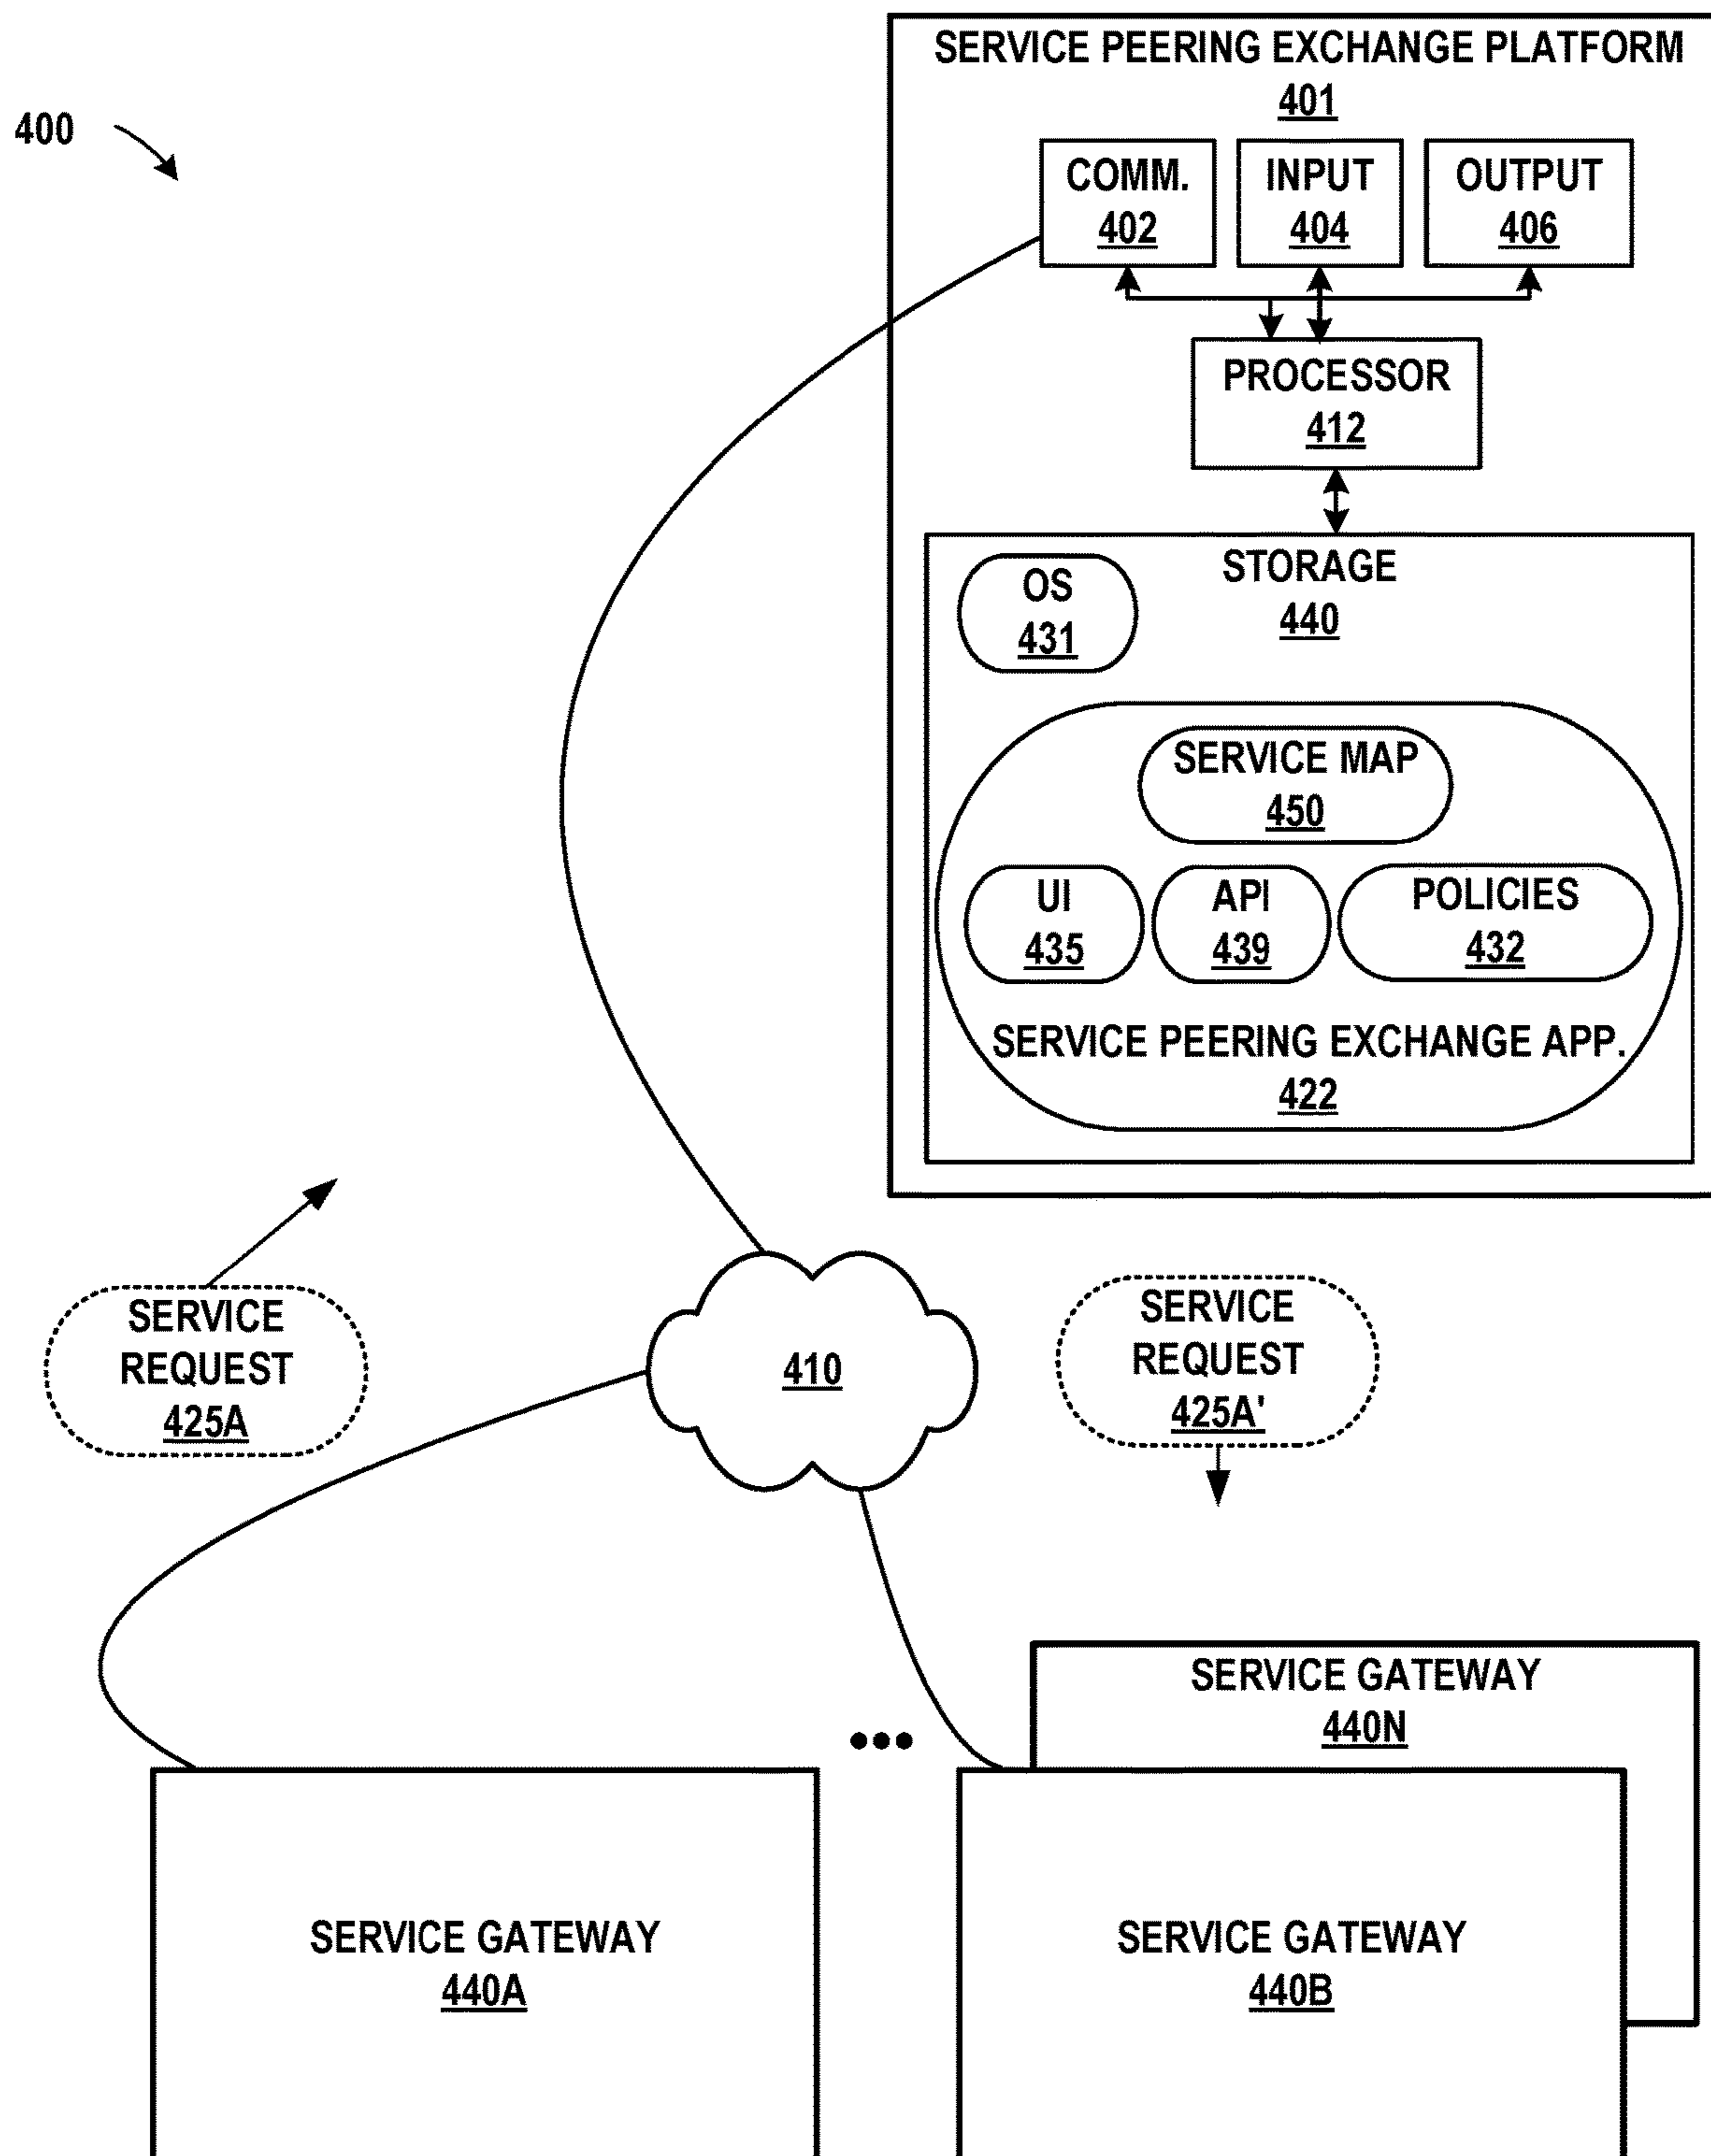 SERVICE PEERING EXCHANGE PLATFORM
401
400
COMM.
402
INPUT
404
OUTPUT
406
PROCESSOR
412
STORAGE
440
OS
431
SERVICE MAP
450
UI
435
API
439
POLICIES
432
SERVICE PEERING EXCHANGE APP.
422
SERVICE
REQUEST
425A
410
SERVICE
REQUEST
425A'
SERVICE GATEWAY
440N
SERVICE GATEWAY
440A
SERVICE GATEWAY
440B